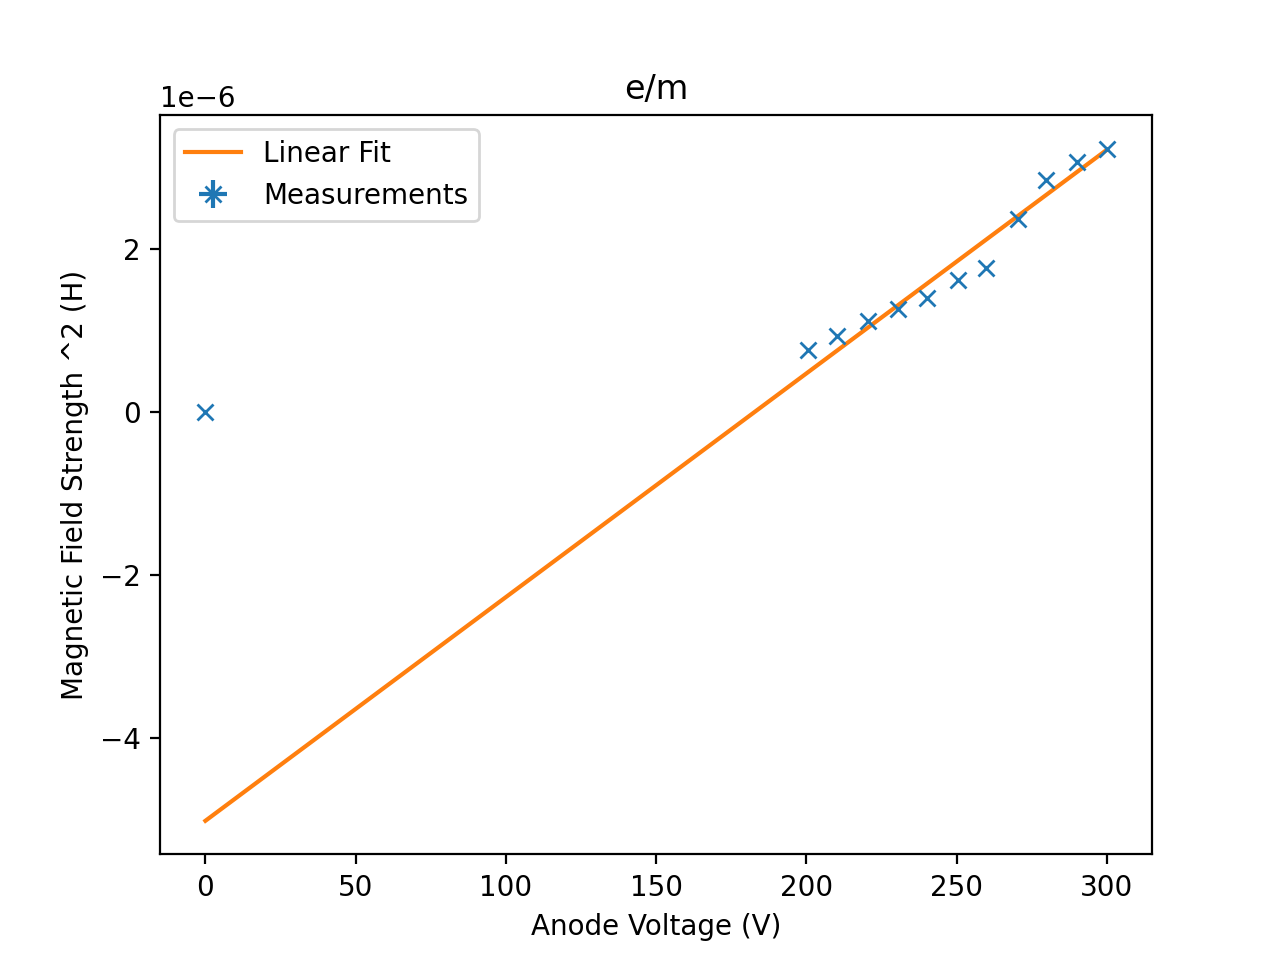 e/m
1e−6
Linear Fit
Measurements
2
0
−2
−4
Magnetic Field Strength ^2 (H)
0 50 100 150 200 250 300
Anode Voltage (V)